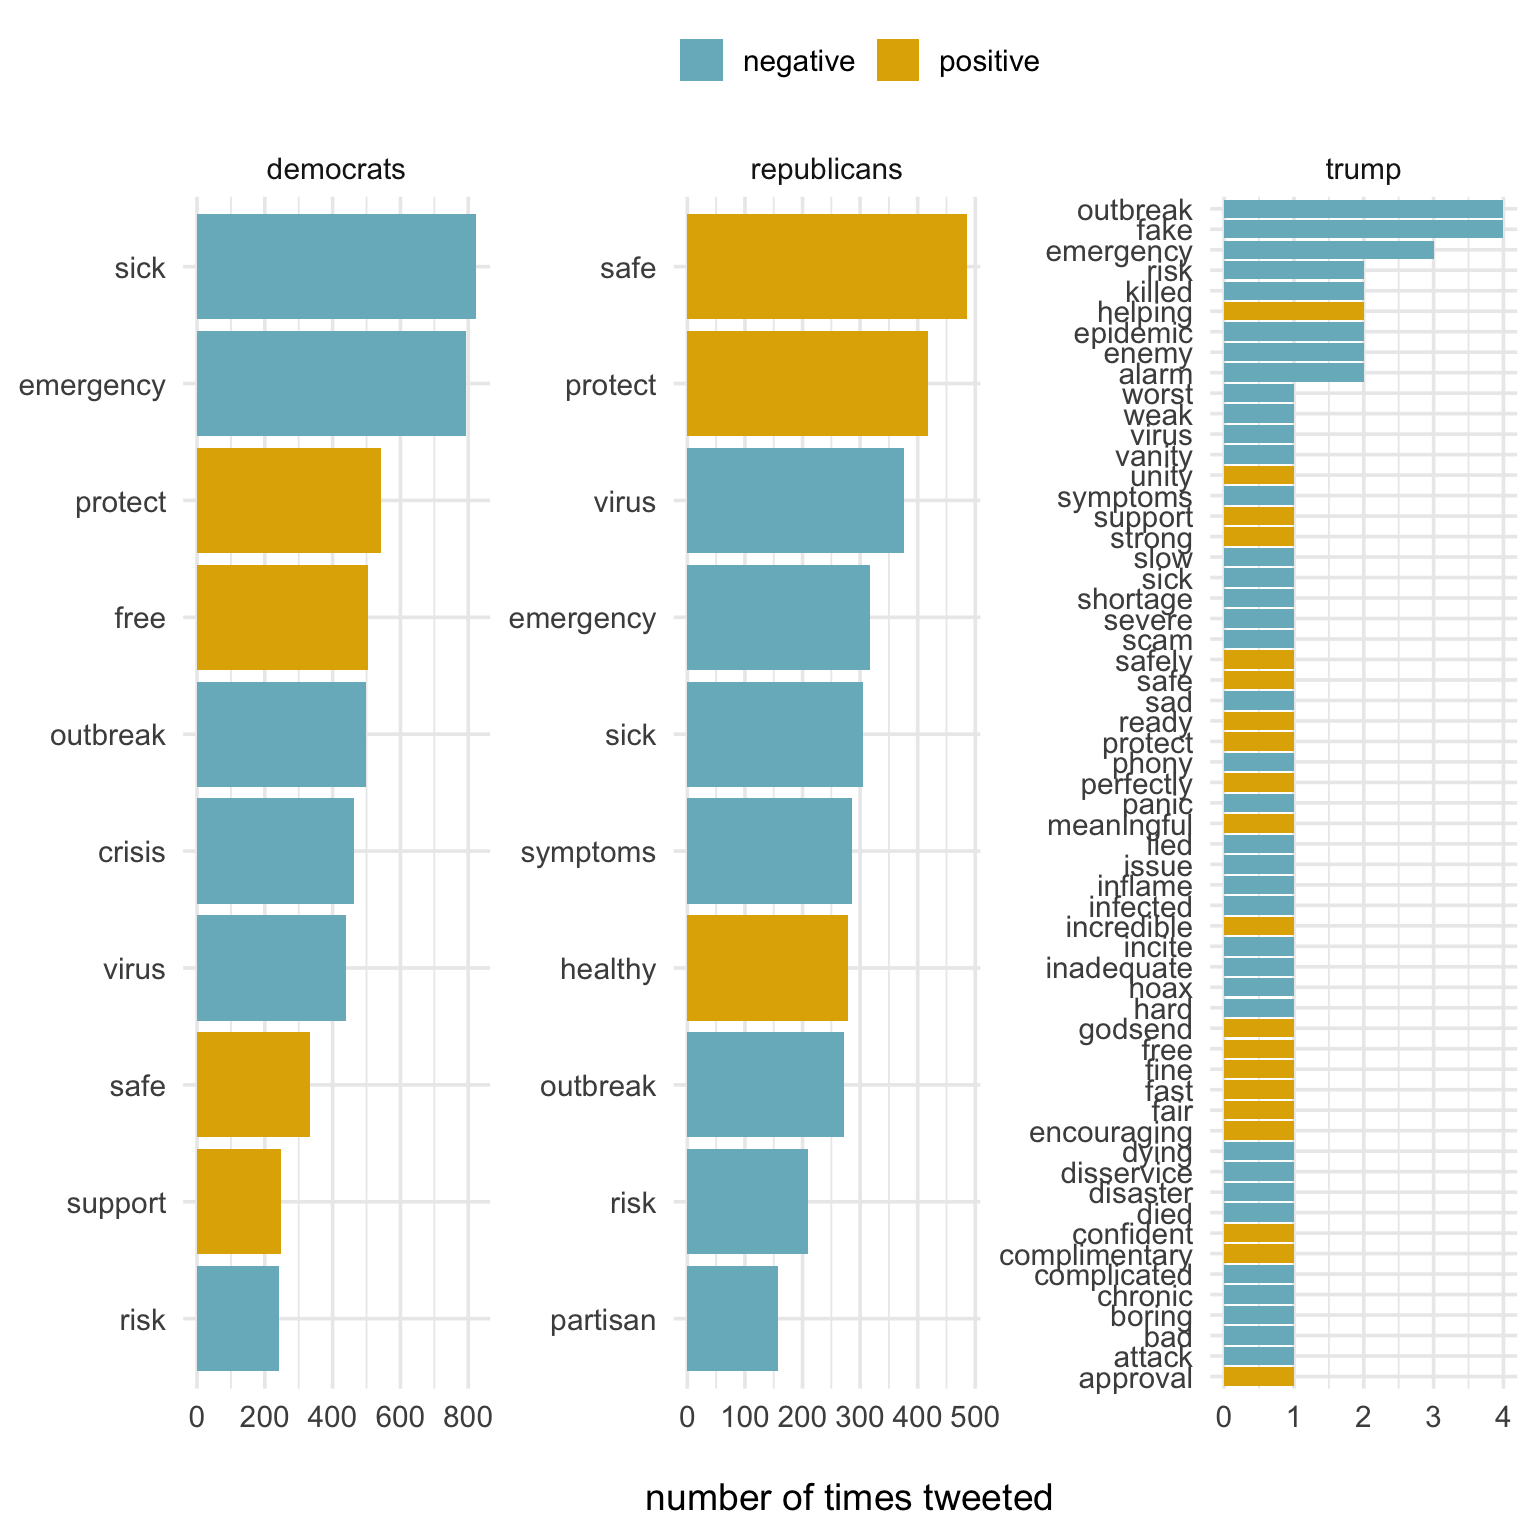 negative positive
democrats
sick
emergency
protect
free
outbreak
crisis
virus
safe
support
risk
0 200 400 600 800
republicans
safe
protect
virus
emergency
sick
symptoms
healthy
outbreak
risk
partisan
0 100 200 300 400 500
trump
outbreak
fake
emergency
risk
killed
helping
epidemic
enemy
alarm
worst
weak
virus
vanity
unity
symptoms
support
strong
slow
sick
shortage
severe
scam
safely
safe
sad
ready
protect
phony
perfectly
panic
meaningful
lied
issue
inflame
infected
incredible
incite
inadequate
hoax
hard
godsend
free
fine
fast
fair
encouraging
dying
disservice
disaster
died
confident
complimentary
complicated
chronic
boring
bad
attack
approval
0 1 2 3 4
number of times tweeted